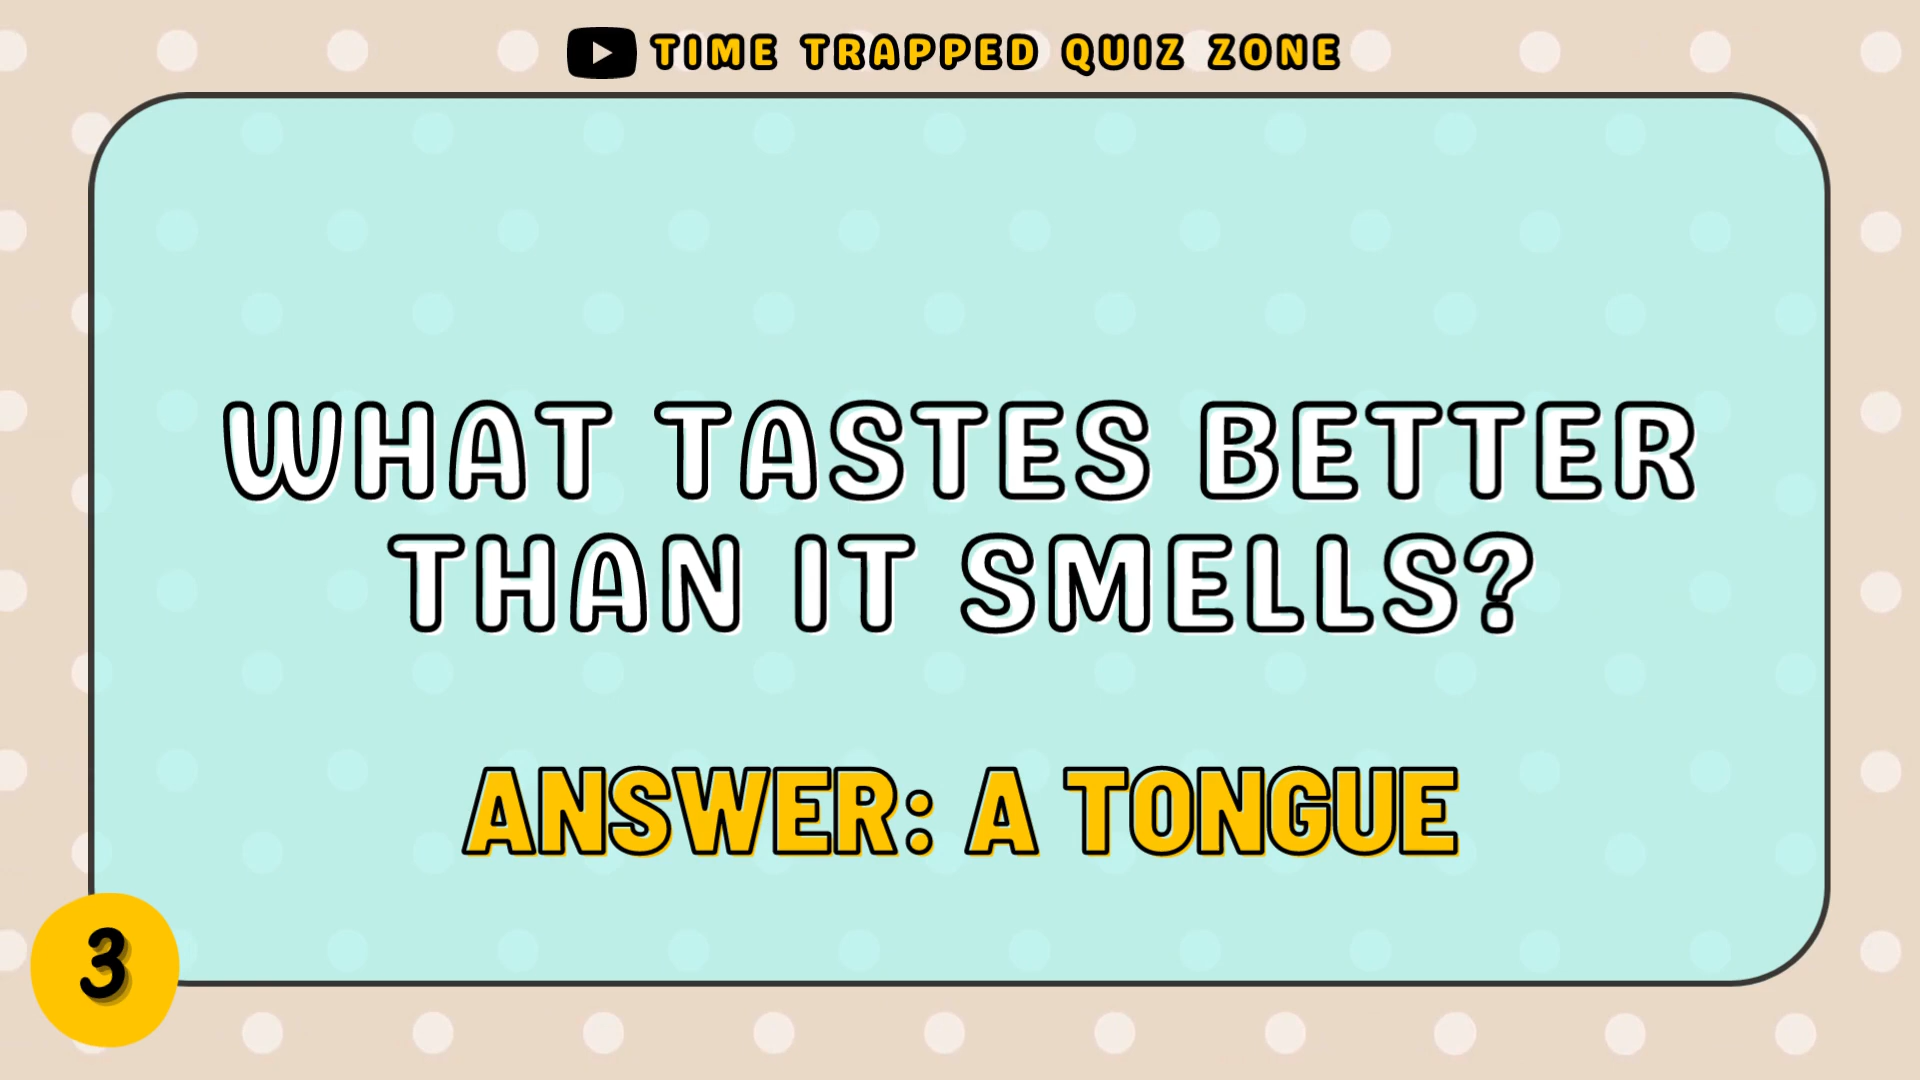 TIME TRAPPED QUIZ ZONE
WHAT TASTES BETTER
THAN IT SMELLS?
ANSWER: A TONGUE
3